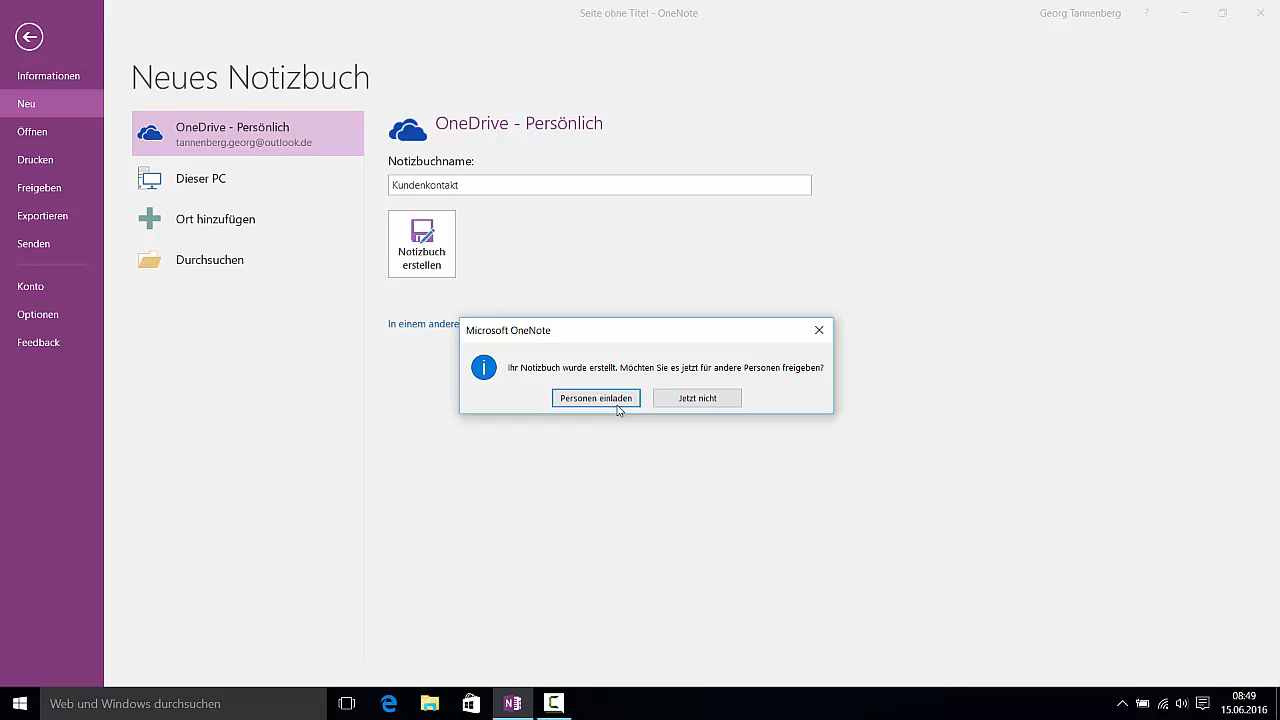 Seite ohne Titel - OneNote
Georg Tannenberg
?
Informationen
Neu
Öffnen
Drucken
Freigeben
Exportieren
Senden
Konto
Optionen
Feedback
Neues Notizbuch
OneDrive - Persönlich
tannenberg.georg@outlook.de
Dieser PC
Ort hinzufügen
Durchsuchen
OneDrive - Persönlich
Notizbuchname:
Kundenkontakt
Notizbuch
erstellen
In einem andere
Microsoft OneNote
Ihr Notizbuch wurde erstellt. Möchten Sie es jetzt für andere Personen freigeben?
Personen einladen
Jetzt nicht
Web und Windows durchsuchen
08:49
15.06.2016